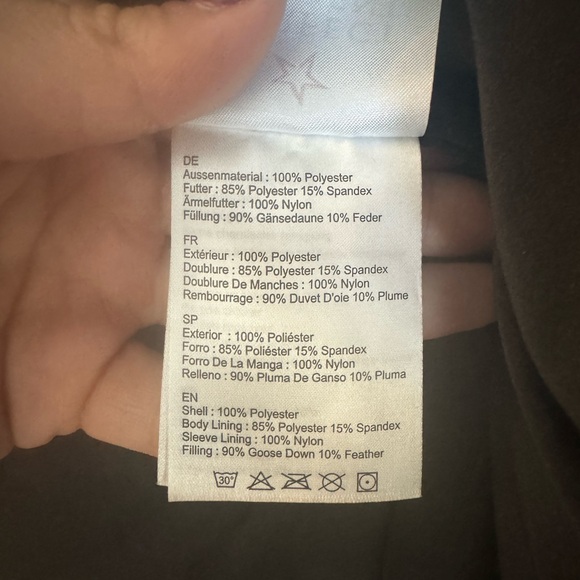 DE
Aussenmaterial : 100% Polyester
Futter : 85% Polyester 15% Spandex
Ärmelfutter : 100% Nylon
Füllung : 90% Gänsedaune 10% Feder
FR
Extérieur : 100% Polyester
Doublure : 85% Polyester 15% Spandex
Doublure De Manches : 100% Nylon
Rembourrage : 90% Duvet D'oie 10% Plume
SP
Exterior : 100% Poliéster
Forro : 85% Poliéster 15% Spandex
Forro De La Manga : 100% Nylon
Relleno : 90% Pluma De Ganso 10% Pluma
EN
Shell : 100% Polyester
Body Lining : 85% Polyester 15% Spandex
Sleeve Lining : 100% Nylon
Filling : 90% Goose Down 10% Feather
30°